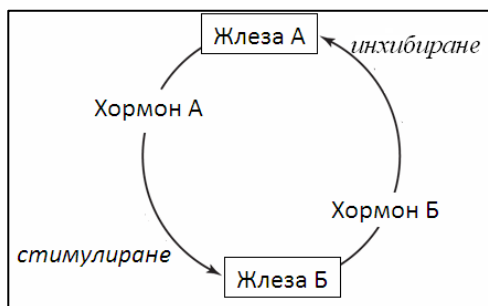 Жлеза А
инхибиране
Хормон А
Хормон Б
стимулиране
Жлеза Б